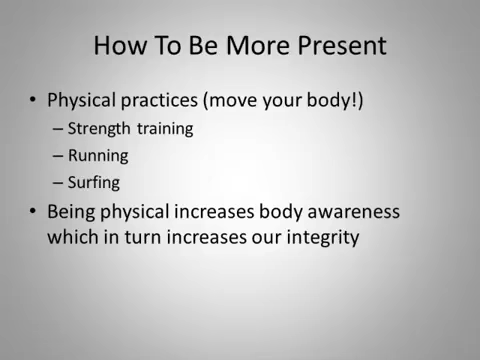 How To Be More Present
• Physical practices (move your body!)
– Strength training
– Running
– Surfing
• Being physical increases body awareness
which in turn increases our integrity